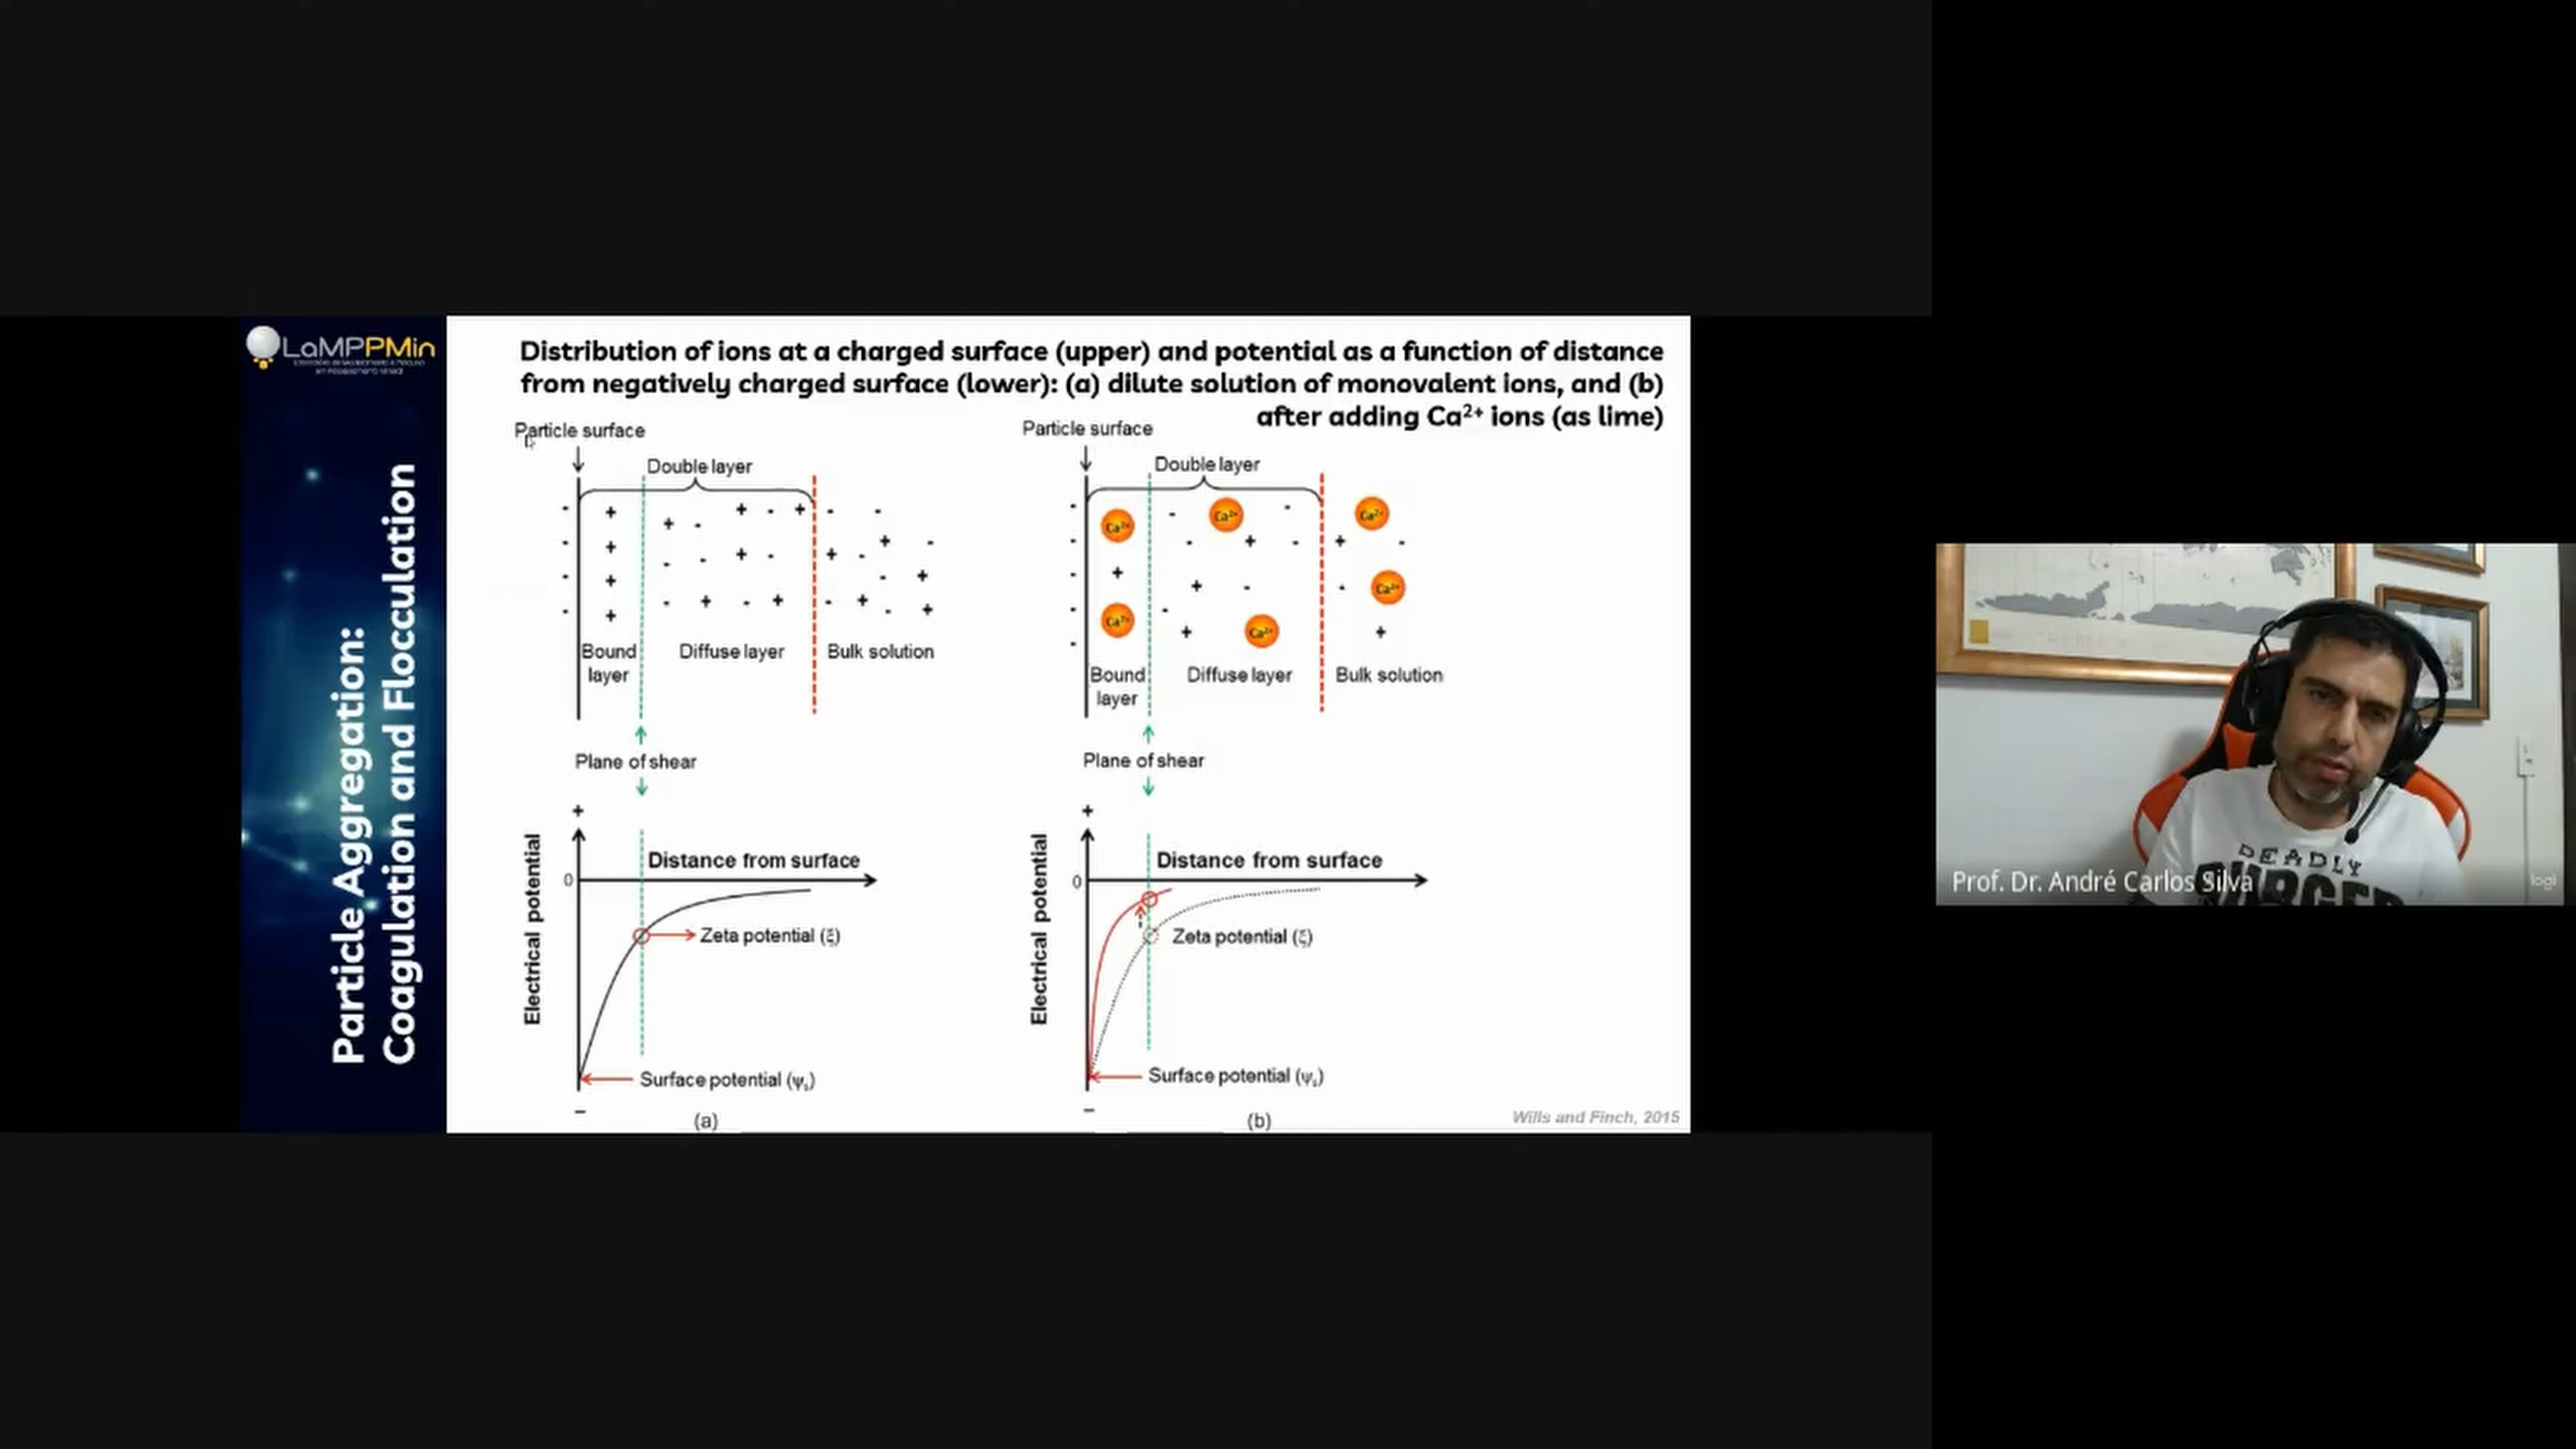 LaMPPMin
Particle Aggregation:
Coagulation and Flocculation
Distribution of ions at a charged surface (upper) and potential as a function of distance
from negatively charged surface (lower): (a) dilute solution of monovalent ions, and (b)
after adding Ca²⁺ ions (as lime)
Particle surface
Double layer
- + + - + - + - -
- + - + - + - + -
- + - - +
- + - + - + - + - +
Bound
layer
Diffuse layer
Bulk solution
Plane of shear
+
Electrical potential
0
Distance from surface
Zeta potential (ξ)
Surface potential (ψₛ)
–
(a)
Particle surface
Double layer
- Ca²⁺ - Ca²⁺ - Ca²⁺
- - + - + -
- + + - - Ca²⁺
- Ca²⁺ - + Ca²⁺ +
-
Bound
layer
Diffuse layer
Bulk solution
Plane of shear
+
Electrical potential
0
Distance from surface
Zeta potential (ξ)
Surface potential (ψₛ)
–
(b)
Wills and Finch, 2015
Prof. Dr. André Carlos Silva
DEADLY
logi